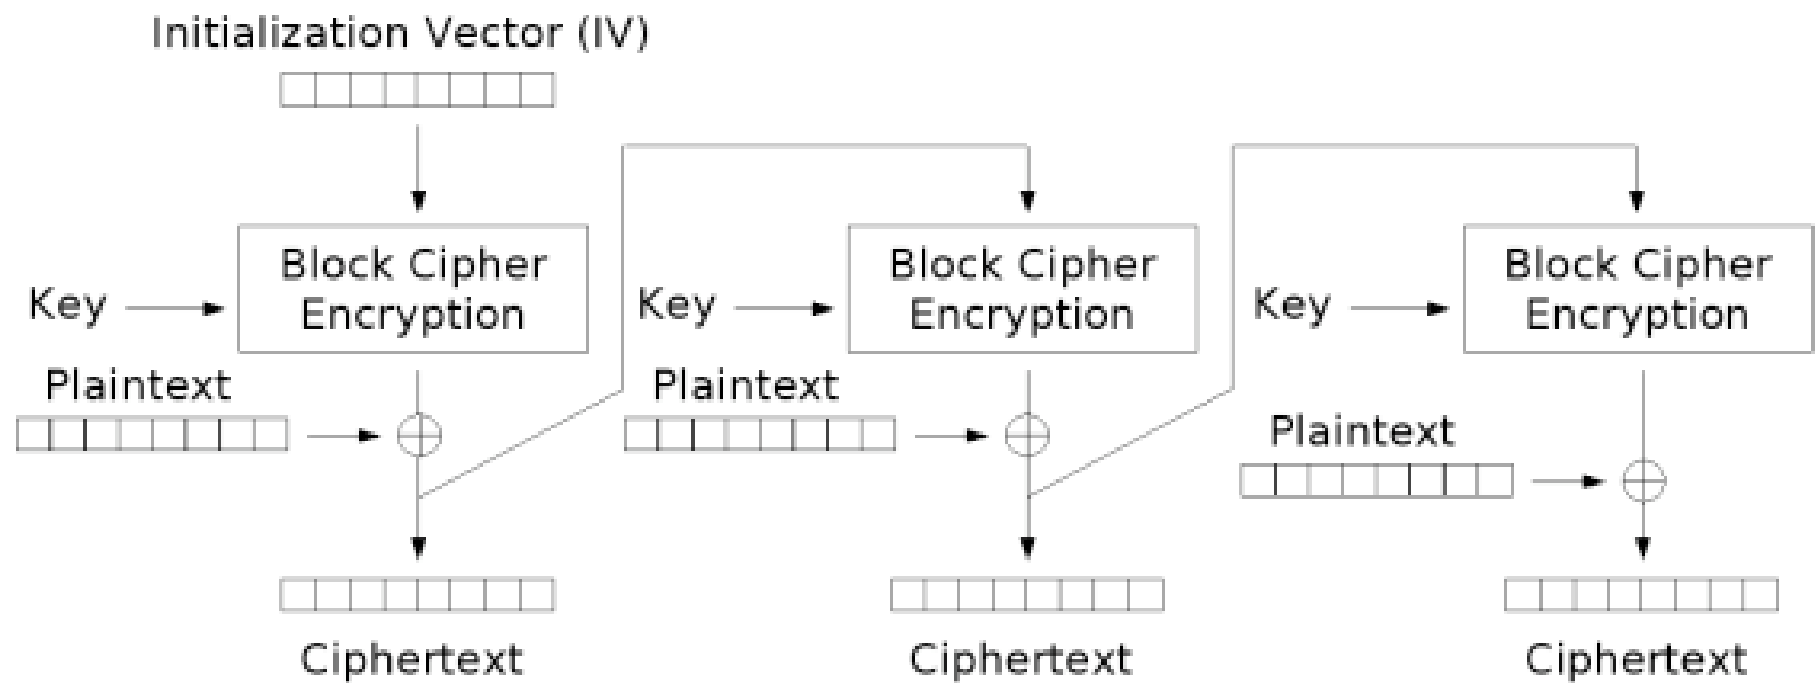 Initialization Vector (IV)
Block Cipher
Encryption
Key
Plaintext
Ciphertext
Block Cipher
Encryption
Key
Plaintext
Ciphertext
Block Cipher
Encryption
Key
Plaintext
Ciphertext